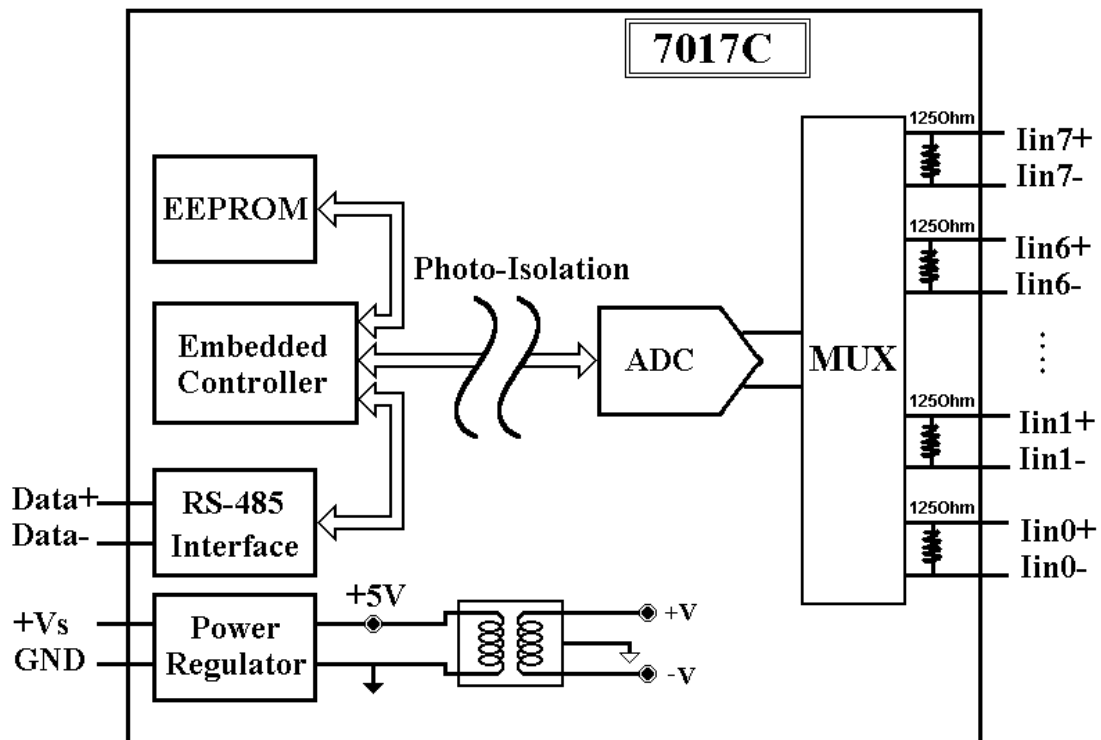 7017C
125Ohm
Iin7+
Iin7-
EEPROM
125Ohm
Iin6+
Iin6-
Photo-Isolation
Embedded
Controller
ADC
MUX
125Ohm
Iin1+
Iin1-
Data+
Data-
RS-485
Interface
125Ohm
Iin0+
Iin0-
+5V
+Vs
GND
Power
Regulator
+V
-V